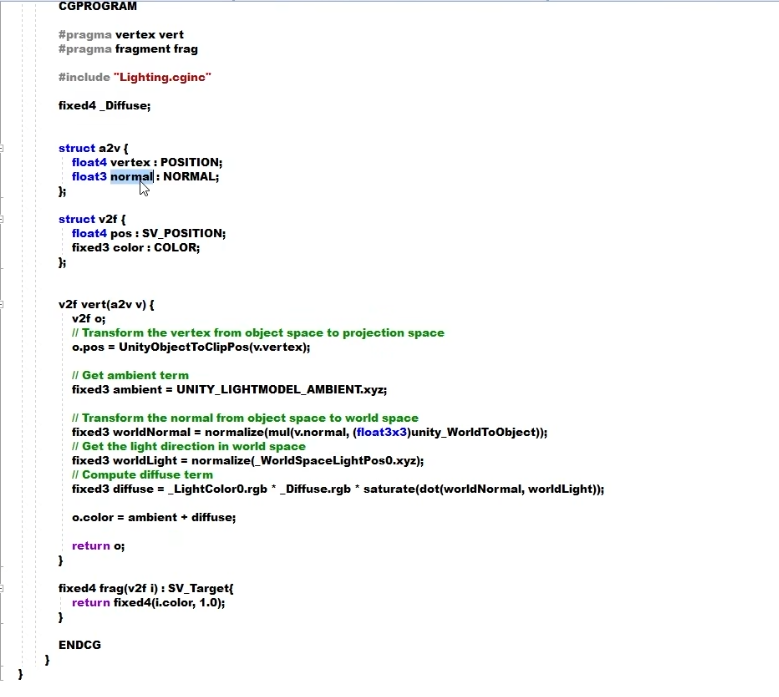 CGPROGRAM
#pragma vertex vert
#pragma fragment frag
#include "Lighting.cginc"
fixed4 _Diffuse;
struct a2v {
float4 vertex : POSITION;
float3 normal : NORMAL;
};
struct v2f {
float4 pos : SV_POSITION;
fixed3 color : COLOR;
};
v2f vert(a2v v) {
v2f o;
// Transform the vertex from object space to projection space
o.pos = UnityObjectToClipPos(v.vertex);
// Get ambient term
fixed3 ambient = UNITY_LIGHTMODEL_AMBIENT.xyz;
// Transform the normal from object space to world space
fixed3 worldNormal = normalize(mul(v.normal, (float3x3)unity_WorldToObject));
// Get the light direction in world space
fixed3 worldLight = normalize(_WorldSpaceLightPos0.xyz);
// Compute diffuse term
fixed3 diffuse = _LightColor0.rgb * _Diffuse.rgb * saturate(dot(worldNormal, worldLight));
o.color = ambient + diffuse;
return o;
}
fixed4 frag(v2f i) : SV_Target{
return fixed4(i.color, 1.0);
}
ENDCG
}
}